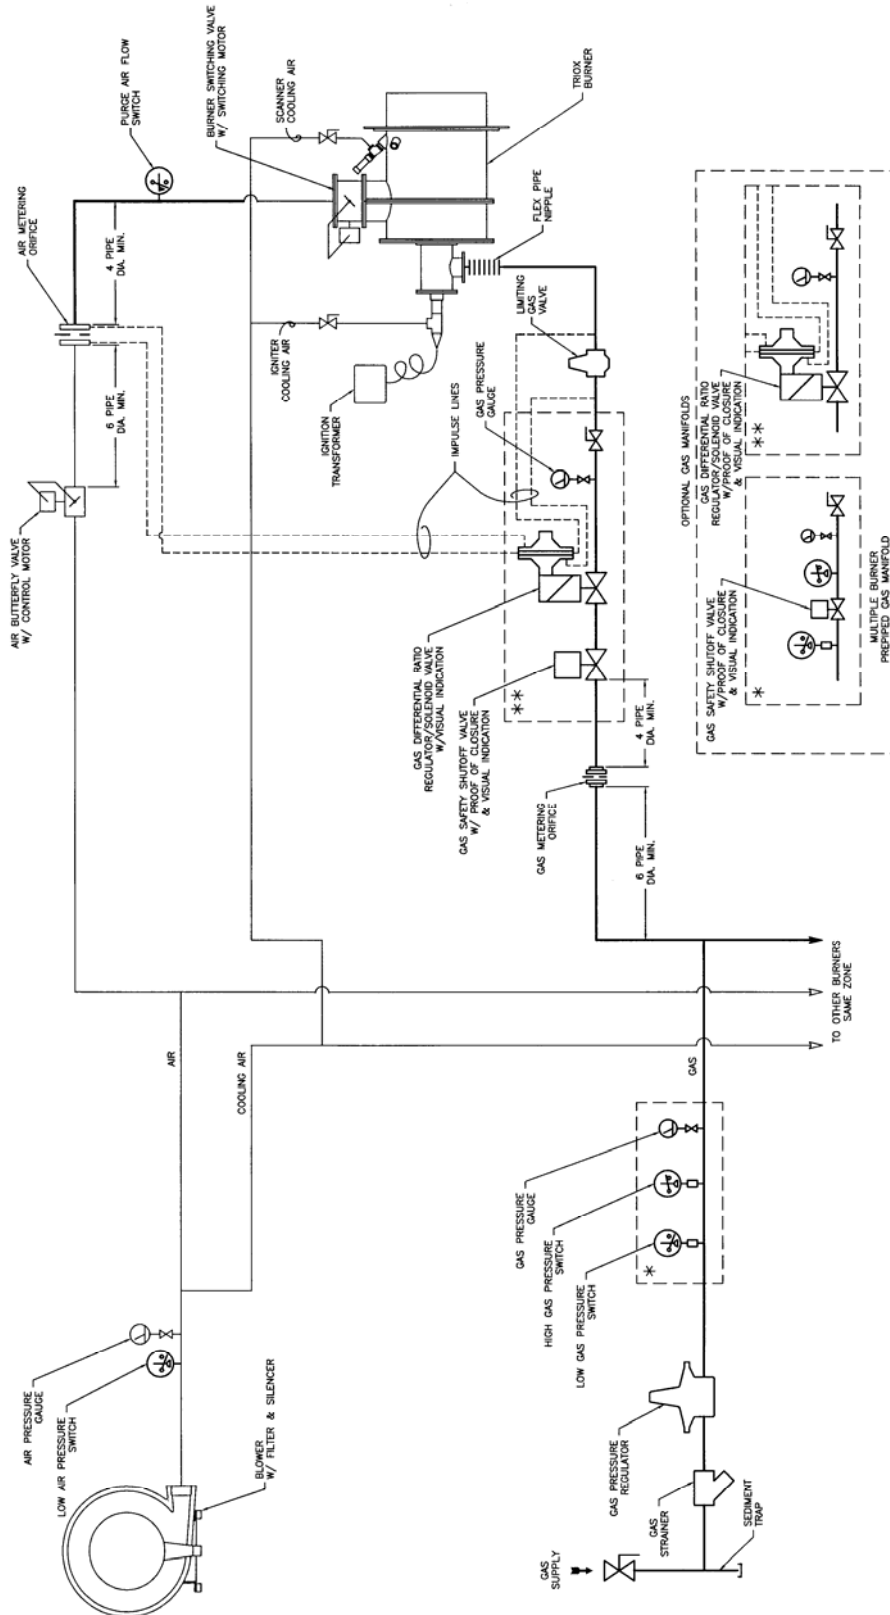 AIR METERING
ORIFICE
PURGE AIR FLOW
SWITCH
BURNER SWITCHING VALVE
W/ SWITCHING MOTOR
SCANNER
COOLING AIR
TRIOX
BURNER
4 PIPE
DIA. MIN.
6 PIPE
DIA. MIN.
AIR BUTTERFLY VALVE
W/ CONTROL MOTOR
IGNITER
COOLING AIR
IGNITION
TRANSFORMER
IMPULSE LINES
GAS PRESSURE
GAUGE
LIMITING
GAS
VALVE
FLEX PIPE
NIPPLE
GAS DIFFERENTIAL RATIO
REGULATOR/SOLENOID VALVE
W/VISUAL INDICATION
GAS SAFETY SHUTOFF VALVE
W/ PROOF OF CLOSURE
& VISUAL INDICATION
**
GAS METERING
ORIFICE
4 PIPE
DIA. MIN.
6 PIPE
DIA. MIN.
OPTIONAL GAS MANIFOLDS
GAS DIFFERENTIAL RATIO
REGULATOR/SOLENOID VALVE
W/PROOF OF CLOSURE
& VISUAL INDICATION
**
GAS SAFETY SHUTOFF VALVE
W/PROOF OF CLOSURE
& VISUAL INDICATION
*
MULTIPLE BURNER
PREPIPED GAS MANIFOLD
AIR
COOLING AIR
GAS
TO OTHER BURNERS
SAME ZONE
AIR PRESSURE
GAUGE
LOW AIR PRESSURE
SWITCH
BLOWER
W/ FILTER & SILENCER
GAS PRESSURE
GAUGE
HIGH GAS PRESSURE
SWITCH
LOW GAS PRESSURE
SWITCH
*
GAS PRESSURE
REGULATOR
GAS
STRAINER
SEDIMENT
TRAP
GAS
SUPPLY